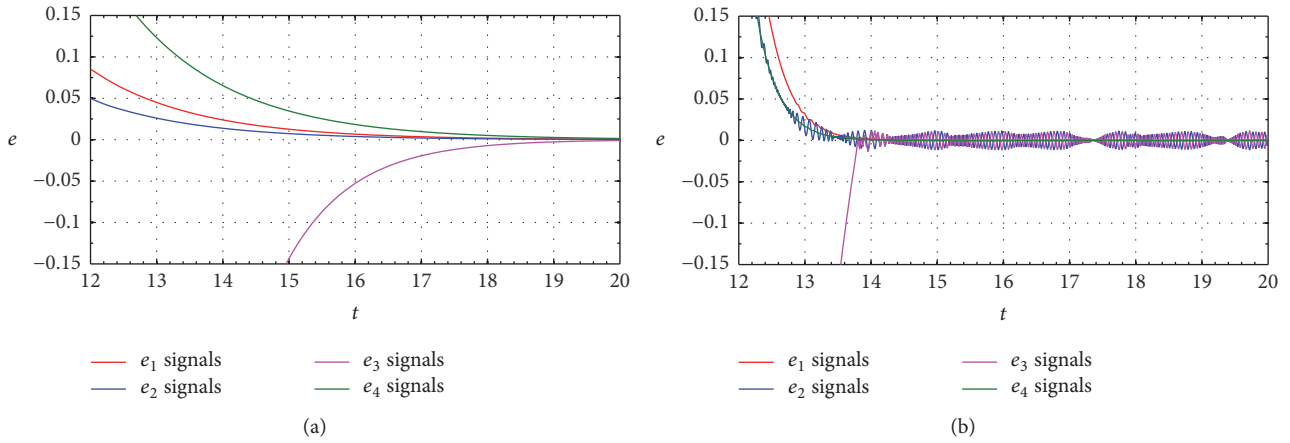 0.15
0.1
0.05
0
−0.05
−0.1
−0.15
e
12 13 14 15 16 17 18 19 20
t
e1 signals
e2 signals
e3 signals
e4 signals
(a)
0.15
0.1
0.05
0
−0.05
−0.1
−0.15
e
12 13 14 15 16 17 18 19 20
t
e1 signals
e2 signals
e3 signals
e4 signals
(b)